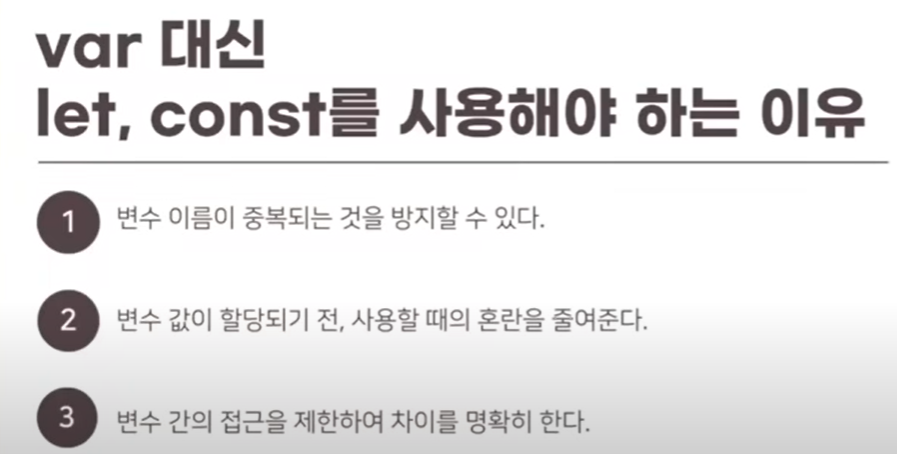 var 대신
let, const를 사용해야 하는 이유
1 변수 이름이 중복되는 것을 방지할 수 있다.
2 변수 값이 할당되기 전, 사용할 때의 혼란을 줄여준다.
3 변수 간의 접근을 제한하여 차이를 명확히 한다.